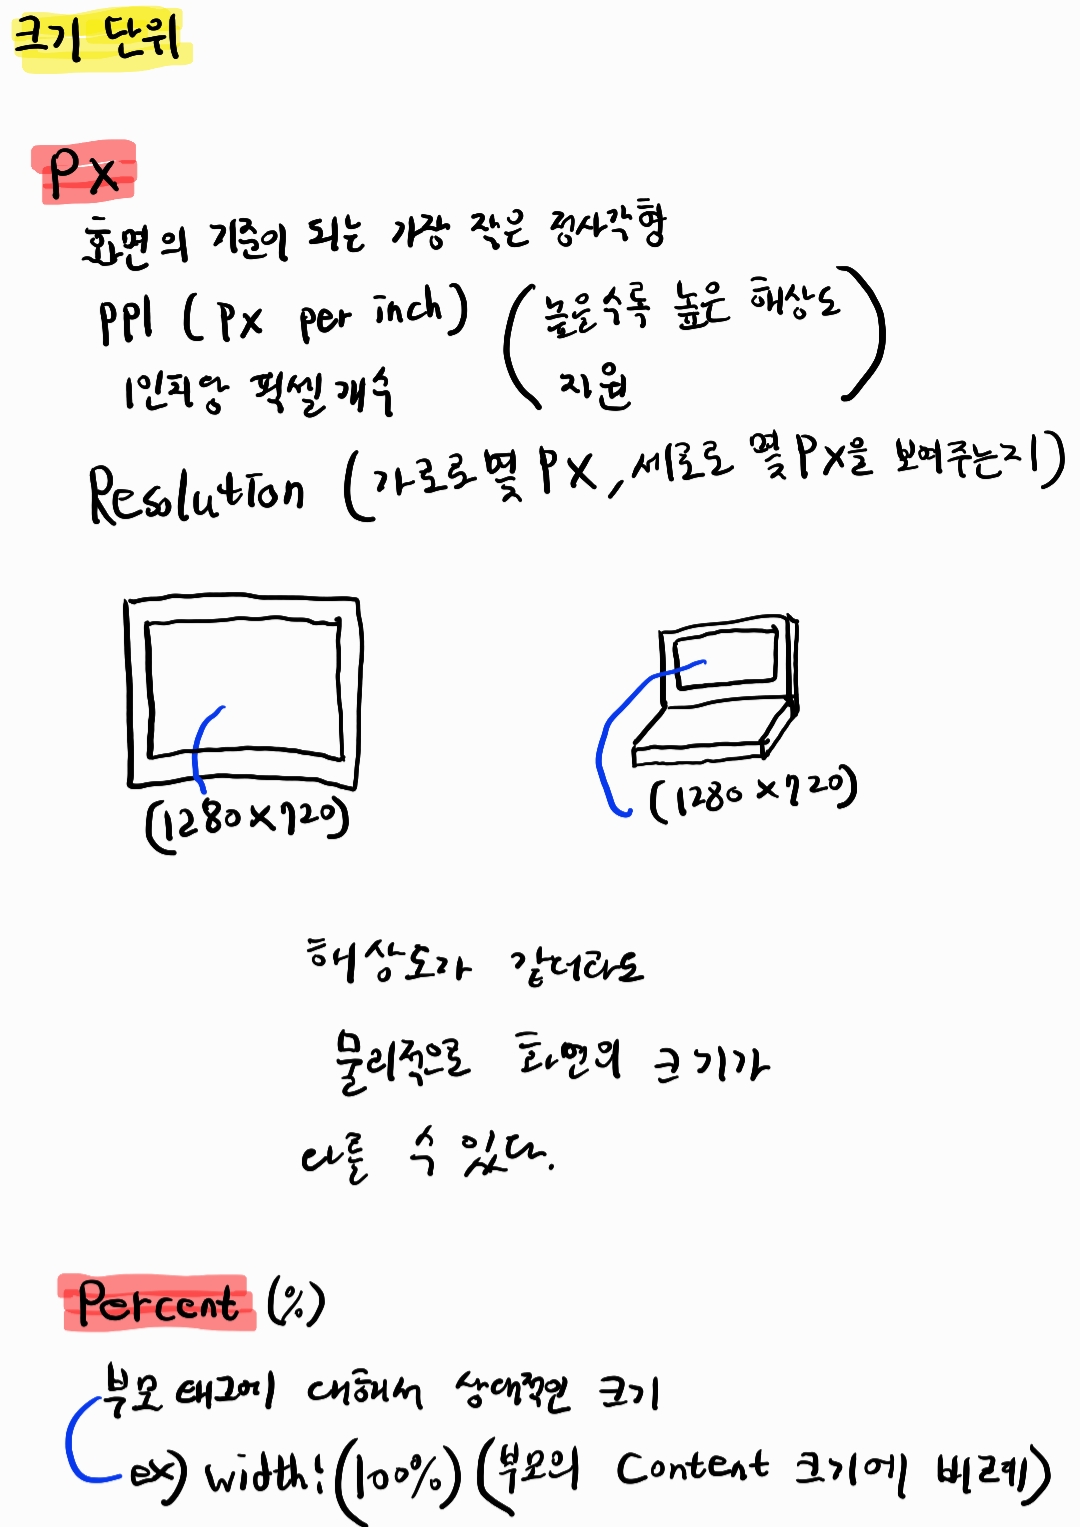 크기 단위
Px
화면의 기준이 되는 가장 작은 정사각형
PPI (Px per inch) (높을수록 높은 해상도
지원)
1인치당 픽셀 개수
Resolution (가로로 몇 PX, 세로로 몇 PX을 보여주는지)
(1280×720)
(1280×720)
해상도가 같더라도
물리적으로 화면의 크기가
다를 수 있다.
Percent (%)
부모 태그에 대해서 상대적인 크기
ex) width: (100%) (부모의 Content 크기에 비례)